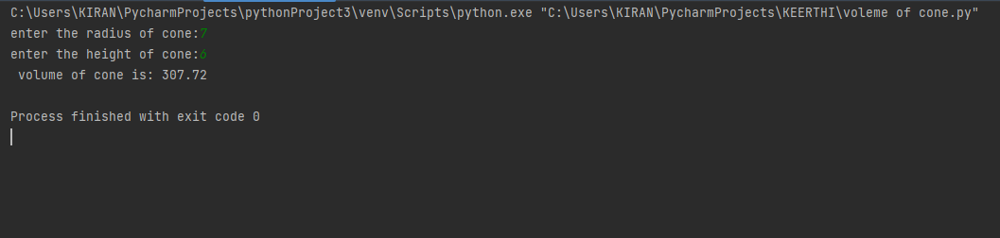 C:\Users\KIRAN\PycharmProjects\pythonProject3\venv\Scripts\python.exe "C:\Users\KIRAN\PycharmProjects\KEERTHI\voleme of cone.py"
enter the radius of cone:7
enter the height of cone:6
 volume of cone is: 307.72
Process finished with exit code 0